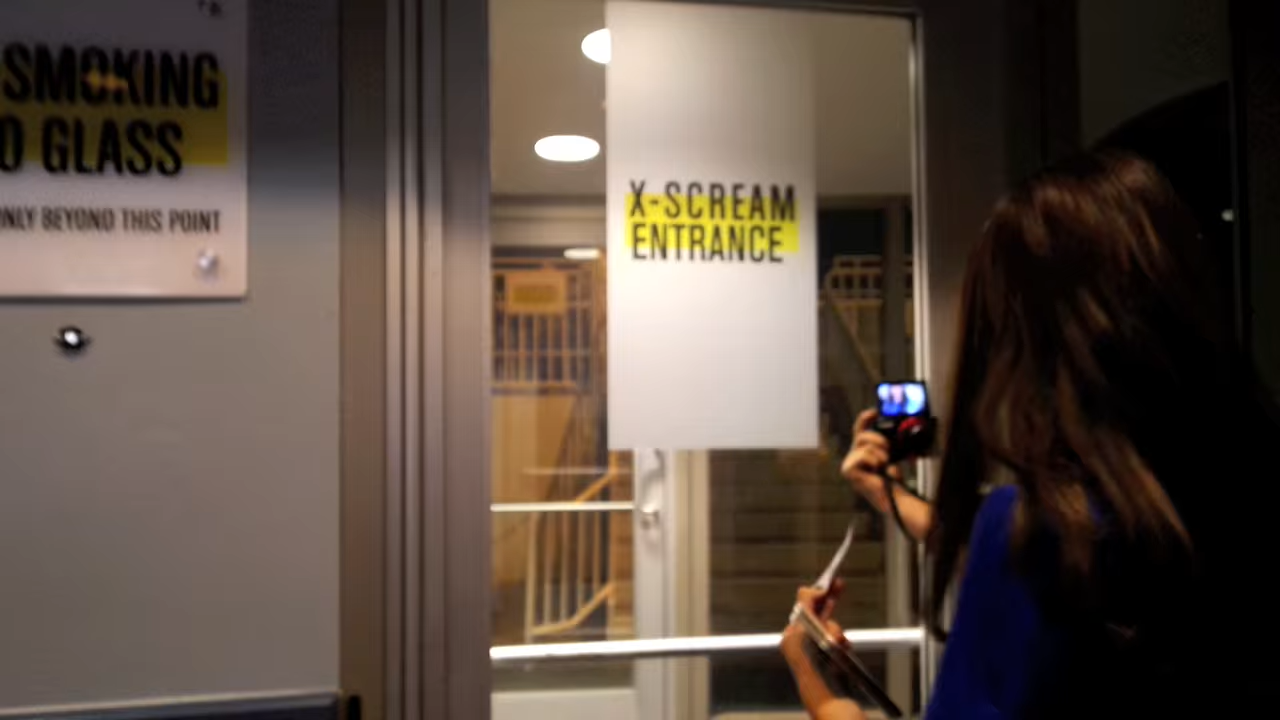 SMOKING
O GLASS
ONLY BEYOND THIS POINT
X-SCREAM
ENTRANCE